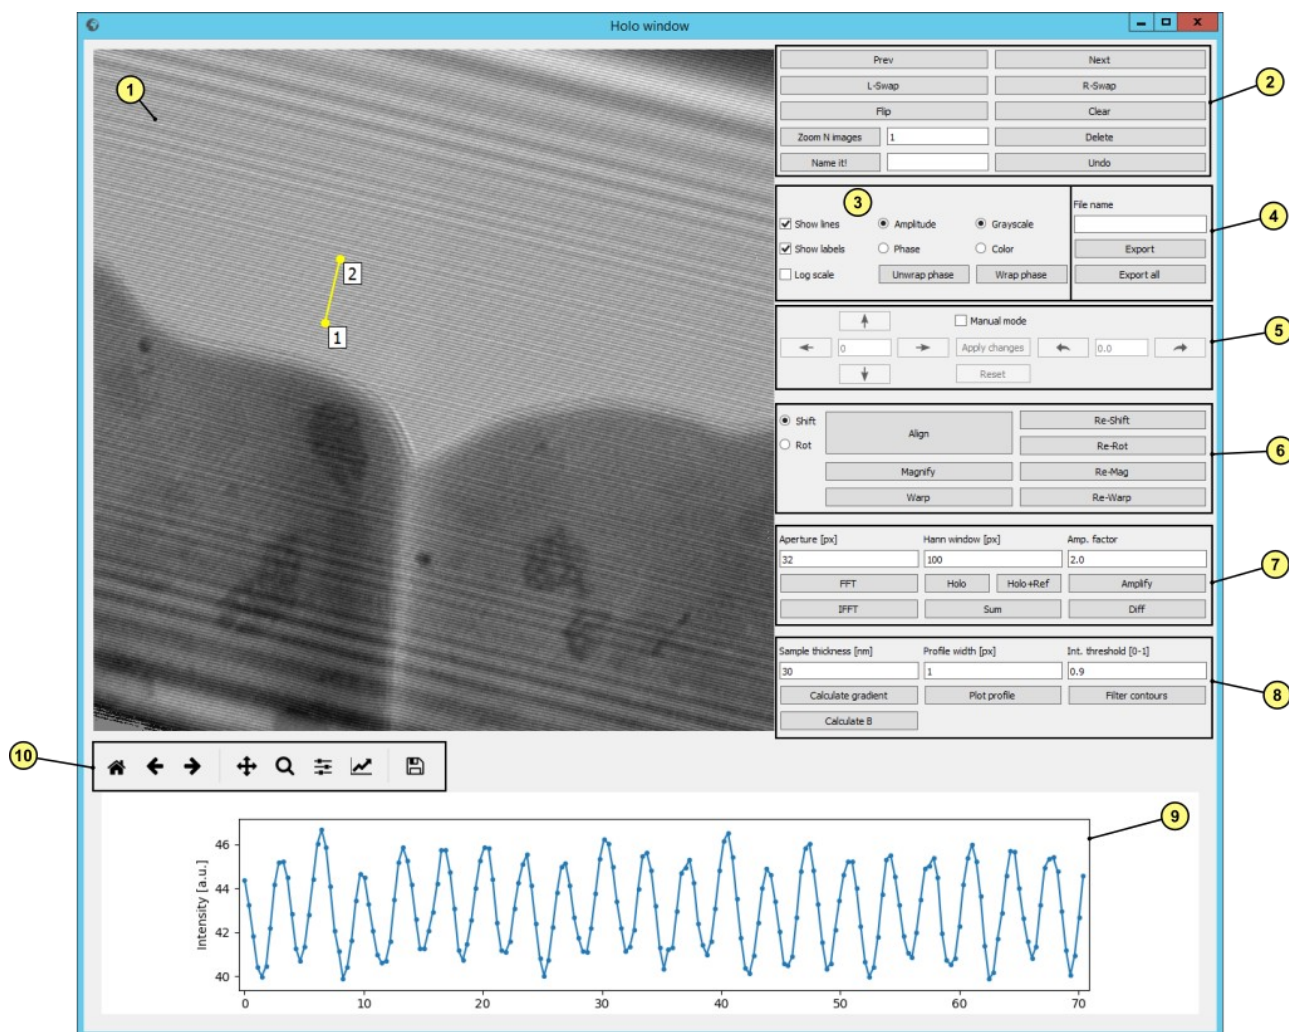 Holo window
1
Prev Next
2
L-Swap R-Swap
Flip Clear
Zoom N images 1 Delete
Name it! Undo
3
File name
4
Show lines Amplitude Grayscale
Show labels Phase Color Export
Log scale Unwrap phase Wrap phase Export all
2
1
Manual mode
5
0 Apply changes 0.0
Reset
Shift Align Re-Shift
Rot Re-Rot
6
Magnify Re-Mag
Warp Re-Warp
Aperture [px] Hann window [px] Amp. factor
32 100 2.0
7
FFT Holo Holo+Ref Amplify
IFFT Sum Diff
Sample thickness [nm] Profile width [px] Int. threshold [0-1]
30 1 0.9
8
Calculate gradient Plot profile Filter contours
Calculate B
10
9
Intensity [a.u.]
46
44
42
40
0 10 20 30 40 50 60 70